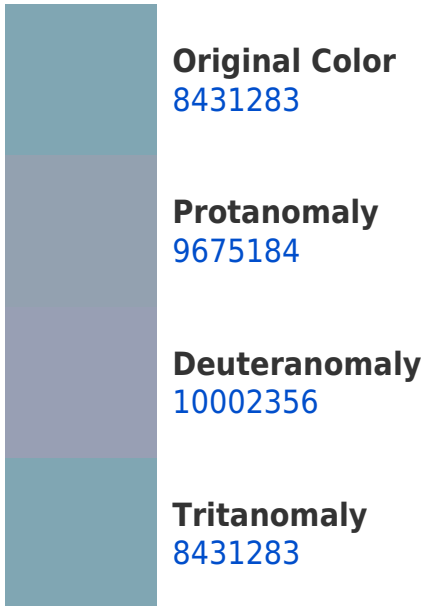 Original Color
8431283
Protanomaly
9675184
Deuteranomaly
10002356
Tritanomaly
8431283